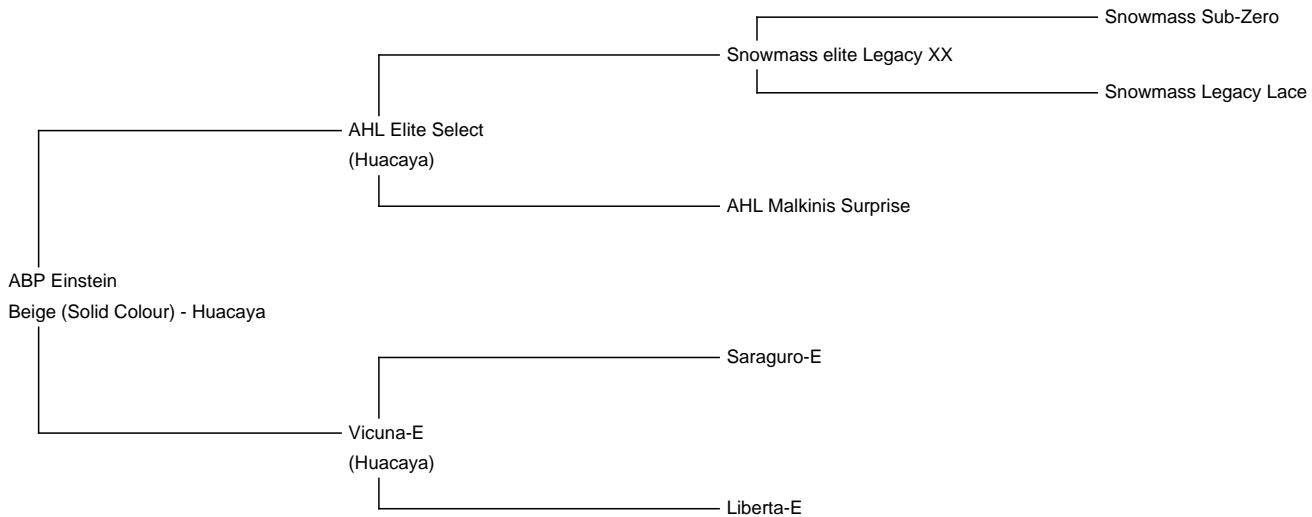 Snowmass Sub-Zero
Snowmass elite Legacy XX
Snowmass Legacy Lace
AHL Elite Select
(Huacaya)
AHL Malkinis Surprise
ABP Einstein
Beige (Solid Colour) - Huacaya
Saraguro-E
Vicuna-E
(Huacaya)
Liberta-E